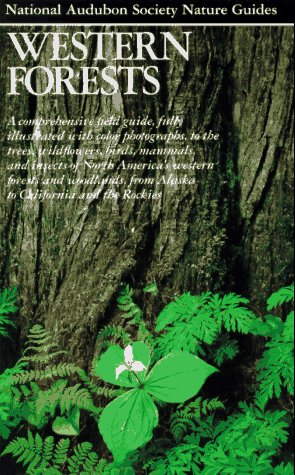 National Audubon Society Nature Guides
WESTERN
FORESTS
A comprehensive field guide, fully
illustrated with color photographs, to the
trees, wildflowers, birds, mammals,
and insects of North America's western
forests and woodlands, from Alaska
to California and the Rockies